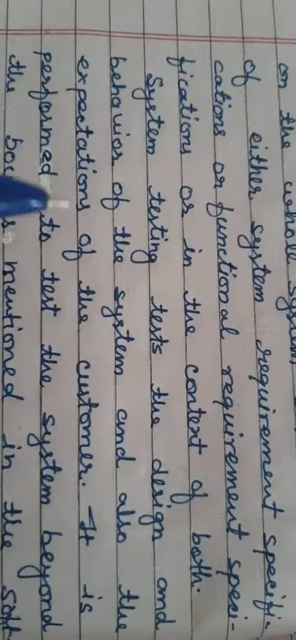 on the whole system
of either system requirement specifi-
cations or functional requirement speci-
fications or in the context of both.
System testing tests the design and
behavior of the system and also the
expectations of the customer. It is
performed to test the system beyond
the mentioned in the